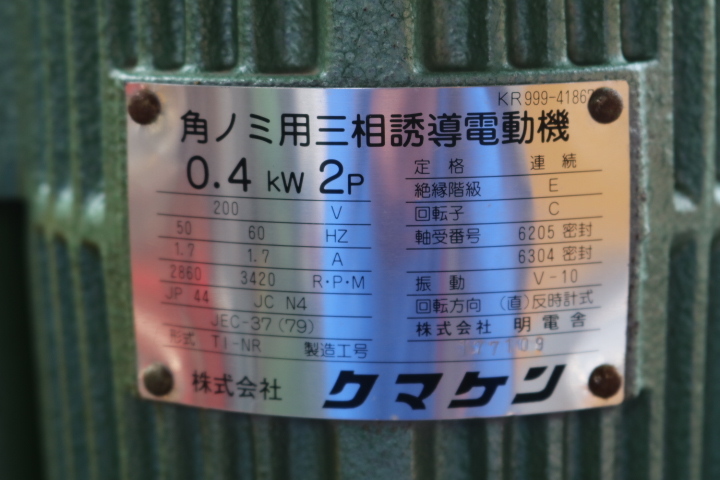 KR999-4186
角ノミ用三相誘導電動機
0.4 kW 2P
200 V
50 60 HZ
1.7 1.7 A
2860 3420 R・P・M
JP 44 JC N4
JEC-37(79)
形式 TI-NR 製造工号
定格 連続
絶縁階級 E
回転子 C
軸受番号 6205 密封
6304 密封
振動 V-10
回転方向 (直)反時計式
株式会社 明電舎
株式会社 クマケン